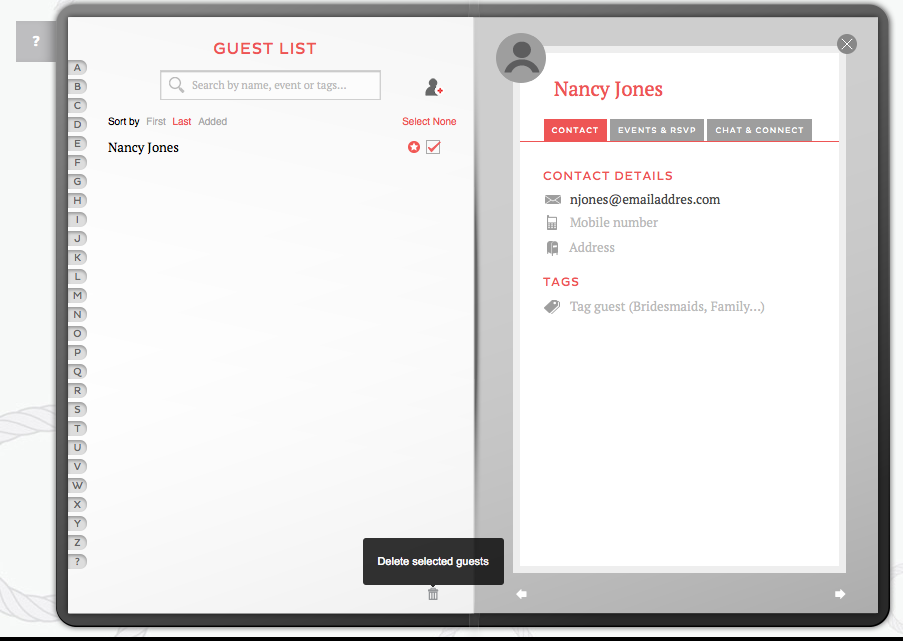 ?
GUEST LIST
Search by name, event or tags...
Sort by First Last Added
Select None
Nancy Jones
A
B
C
D
E
F
G
H
I
J
K
L
M
N
O
P
Q
R
S
T
U
V
W
X
Y
Z
?
Delete selected guests
Nancy Jones
CONTACT
EVENTS & RSVP
CHAT & CONNECT
CONTACT DETAILS
njones@emailaddres.com
Mobile number
Address
TAGS
Tag guest (Bridesmaids, Family...)